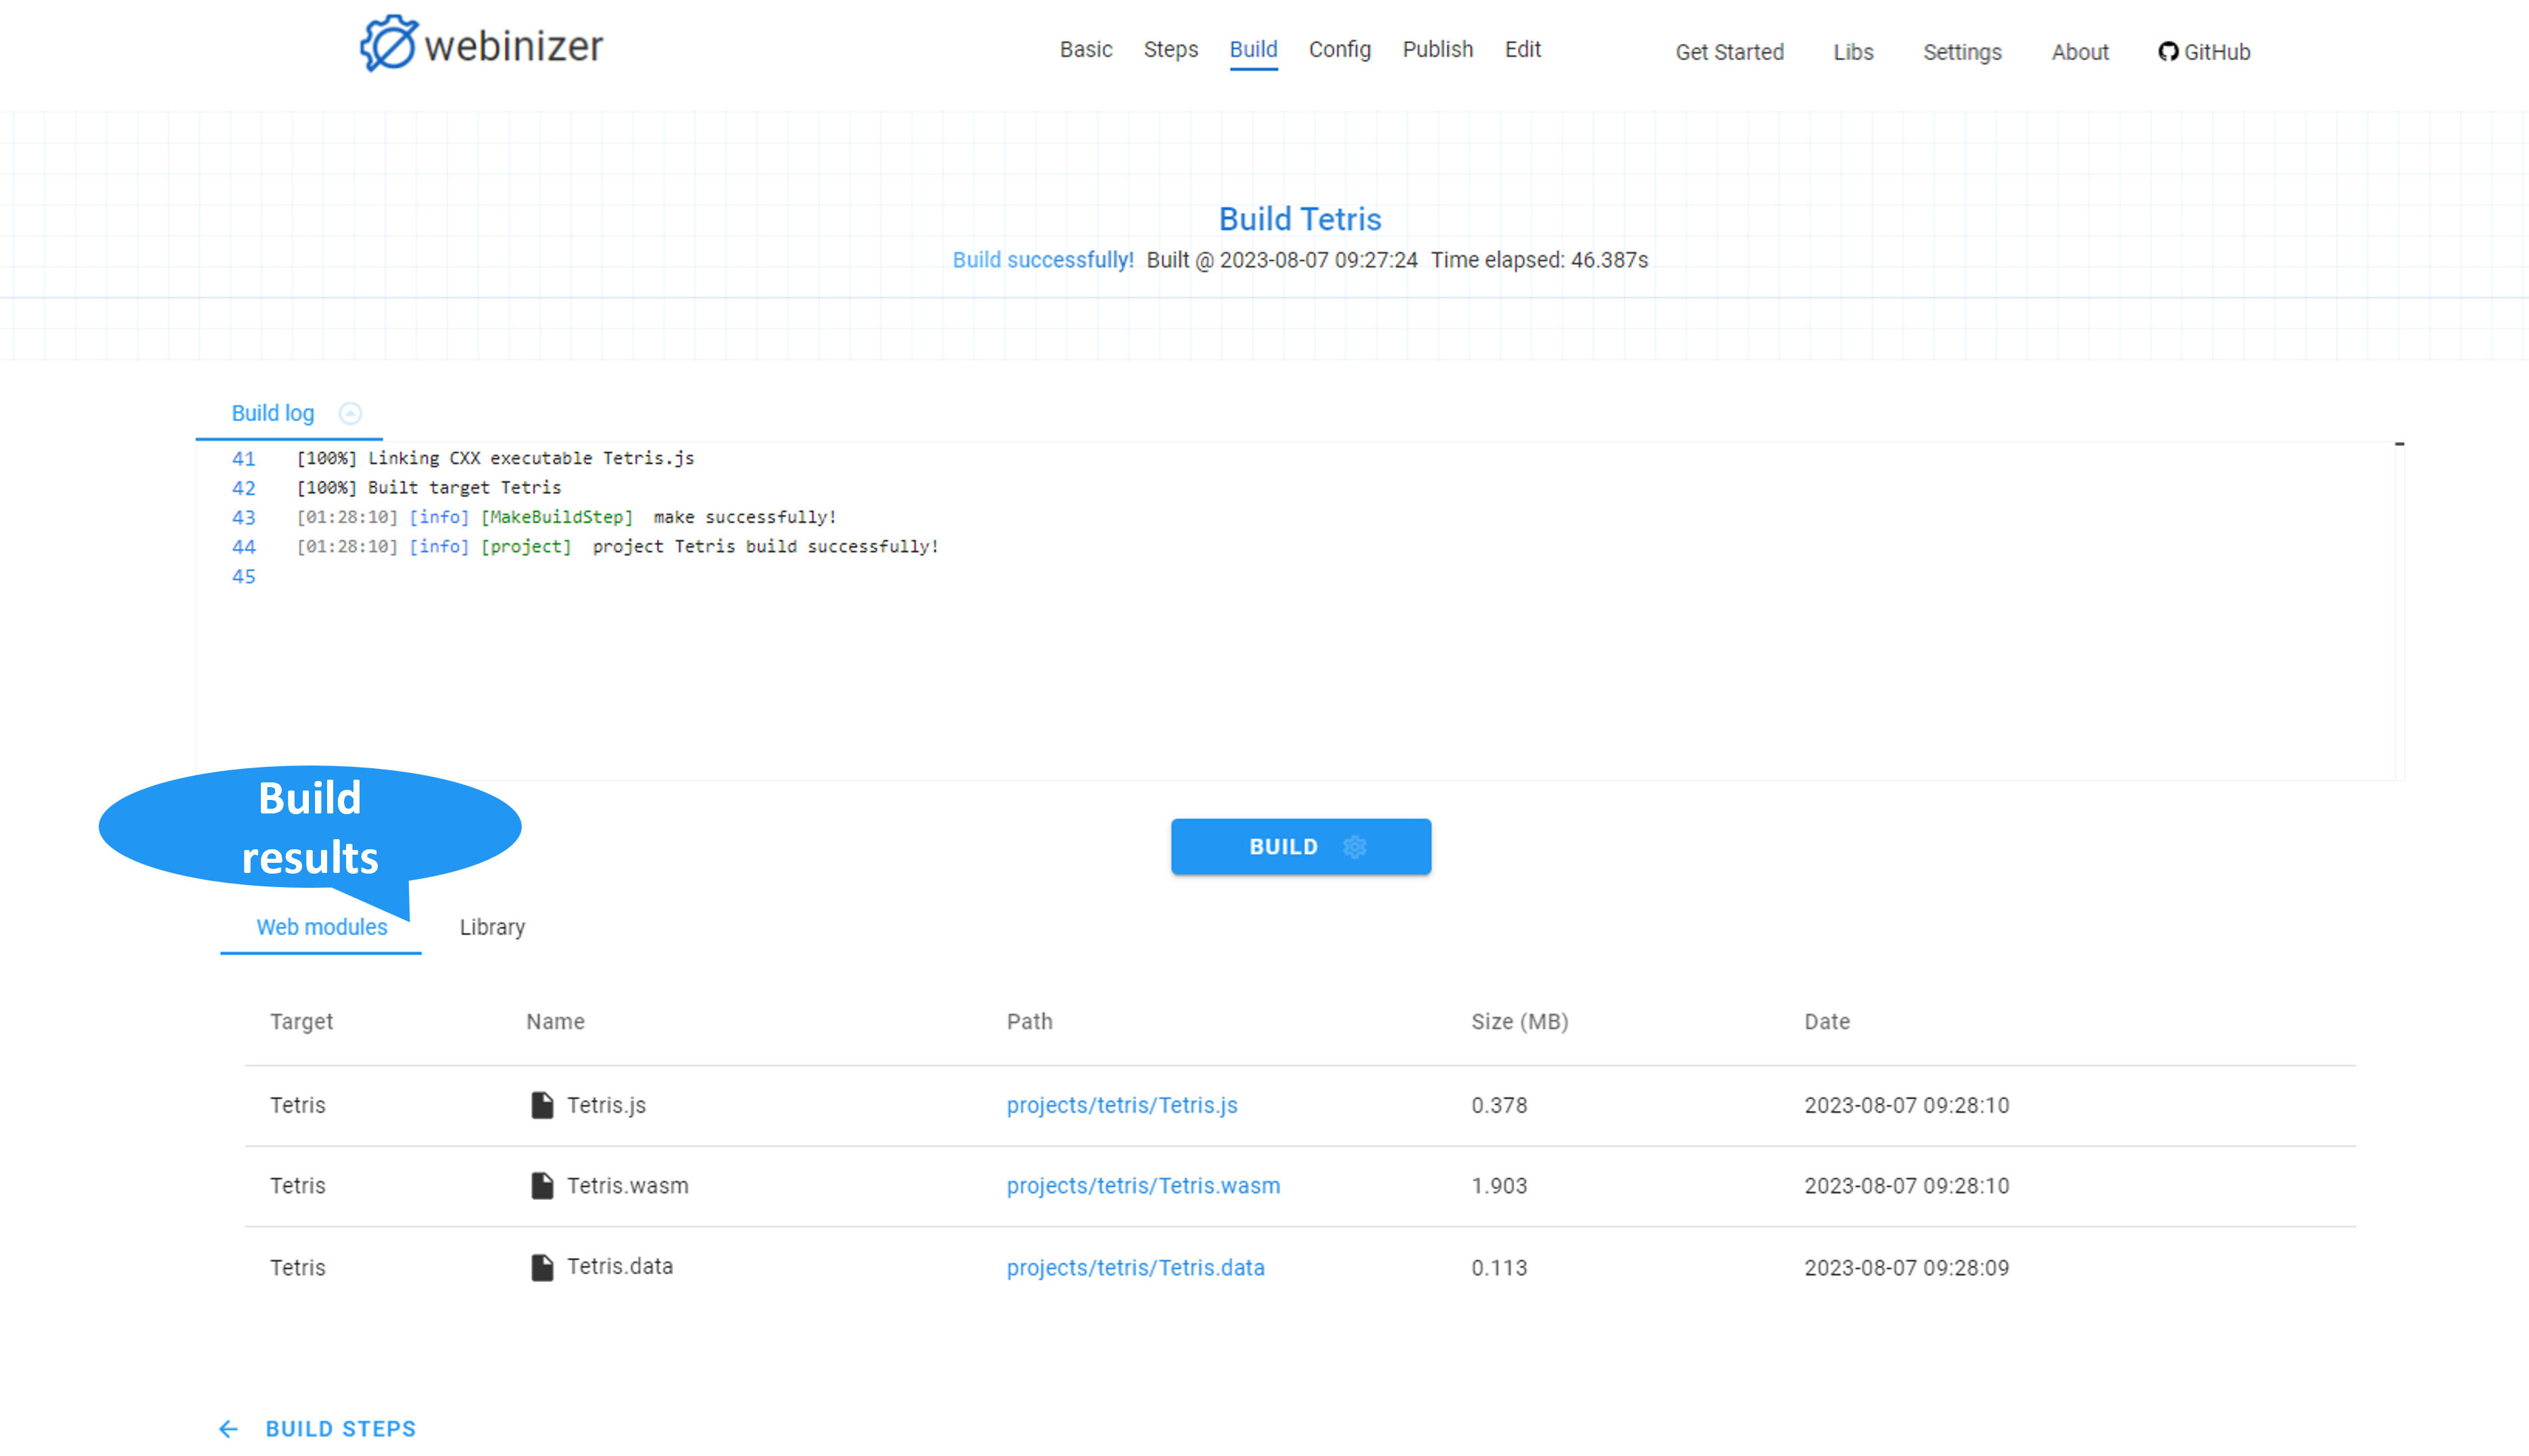 webinizer
Basic Steps Build Config Publish Edit Get Started Libs Settings About GitHub
Build Tetris
Build successfully! Built @ 2023-08-07 09:27:24 Time elapsed: 46.387s
Build log
41 [100%] Linking CXX executable Tetris.js
42 [100%] Built target Tetris
43 [01:28:10] [info] [MakeBuildStep] make successfully!
44 [01:28:10] [info] [project] project Tetris build successfully!
45
Build
results
BUILD
Web modules Library
Target Name Path Size (MB) Date
Tetris Tetris.js projects/tetris/Tetris.js 0.378 2023-08-07 09:28:10
Tetris Tetris.wasm projects/tetris/Tetris.wasm 1.903 2023-08-07 09:28:10
Tetris Tetris.data projects/tetris/Tetris.data 0.113 2023-08-07 09:28:09
BUILD STEPS